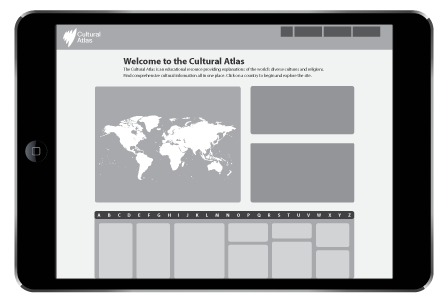 Cultural
Atlas
Welcome to the Cultural Atlas
The Cultural Atlas is an educational resource providing explanations of the world's diverse cultures and religions.
Find comprehensive cultural information all in one place. Click on a country to begin and explore the site.
A B C D E F G H I J K L M N O P Q R S T U V W X Y Z